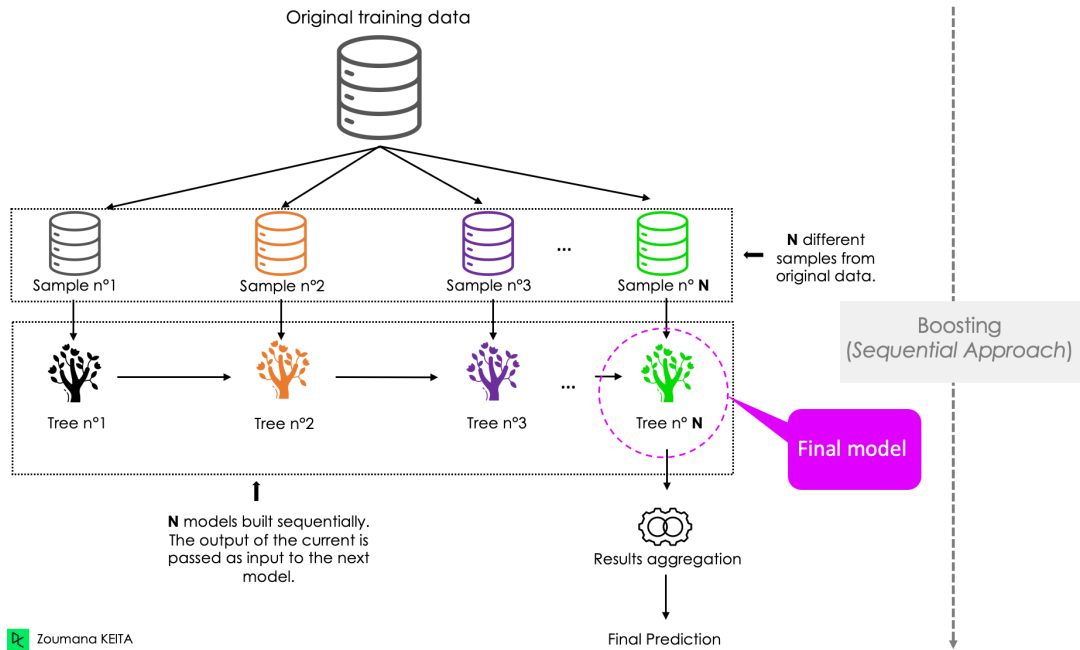 Original training data
Sample n°1
Sample n°2
Sample n°3
...
Sample n° N
N different
samples from
original data.
Boosting
(Sequential Approach)
Tree n°1
Tree n°2
Tree n°3
...
Tree n° N
Final model
N models built sequentially.
The output of the current is
passed as input to the next
model.
Results aggregation
Final Prediction
Zoumana KEITA